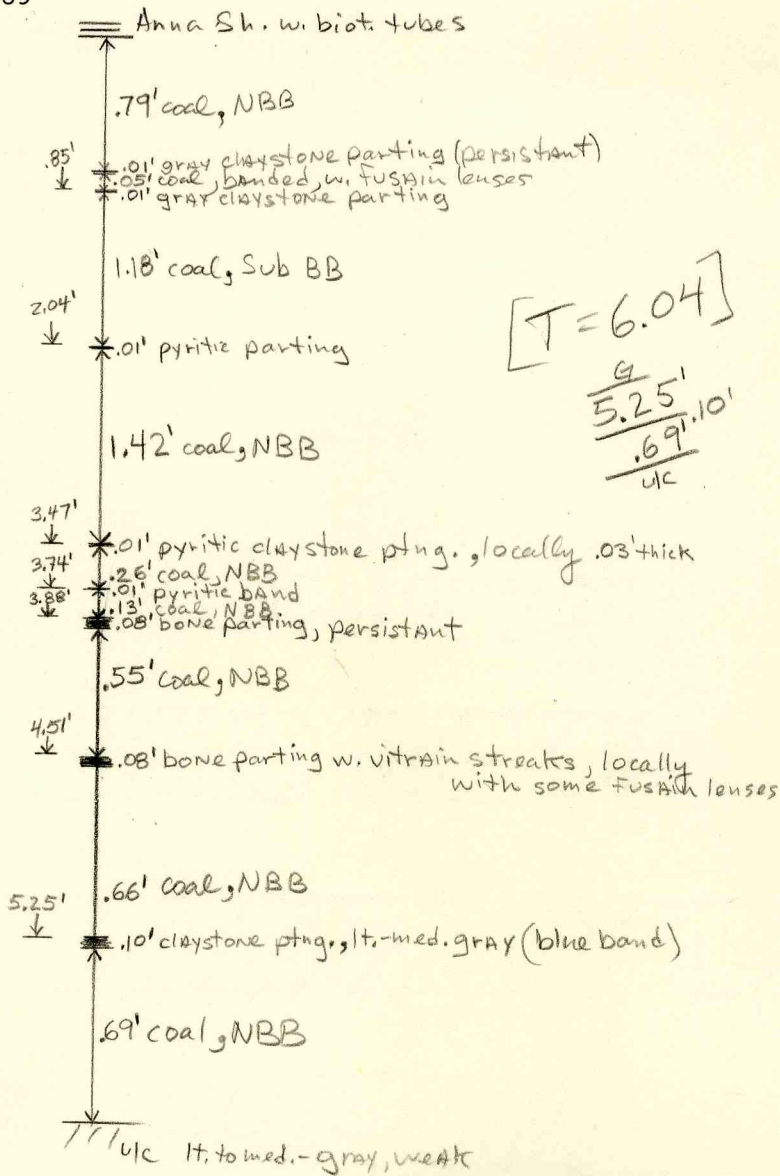 Anna Sh. w. biot. tubes
.79' coal, NBB
.85'
.01' gray claystone parting (persistant)
.05' coal, banded, w. fusain lenses
.01' gray claystone parting
1.18' coal, Sub BB
2.04'
.01' pyritic parting
[T = 6.04]
G
5.25'
.10'
.69'
u/c
1.42' coal, NBB
3.47'
.01' pyritic claystone ptng., locally .03' thick
3.74'
.26' coal, NBB
.01' pyritic band
3.88'
.13' coal, NBB
.08' bone parting, persistant
.55' coal, NBB
4.51'
.08' bone parting w. vitrain streaks, locally
with some fusain lenses
.66' coal, NBB
5.25'
.10' claystone ptng., lt.-med. gray (blue band)
.69' coal, NBB
u/c lt. to med.-gray, weak